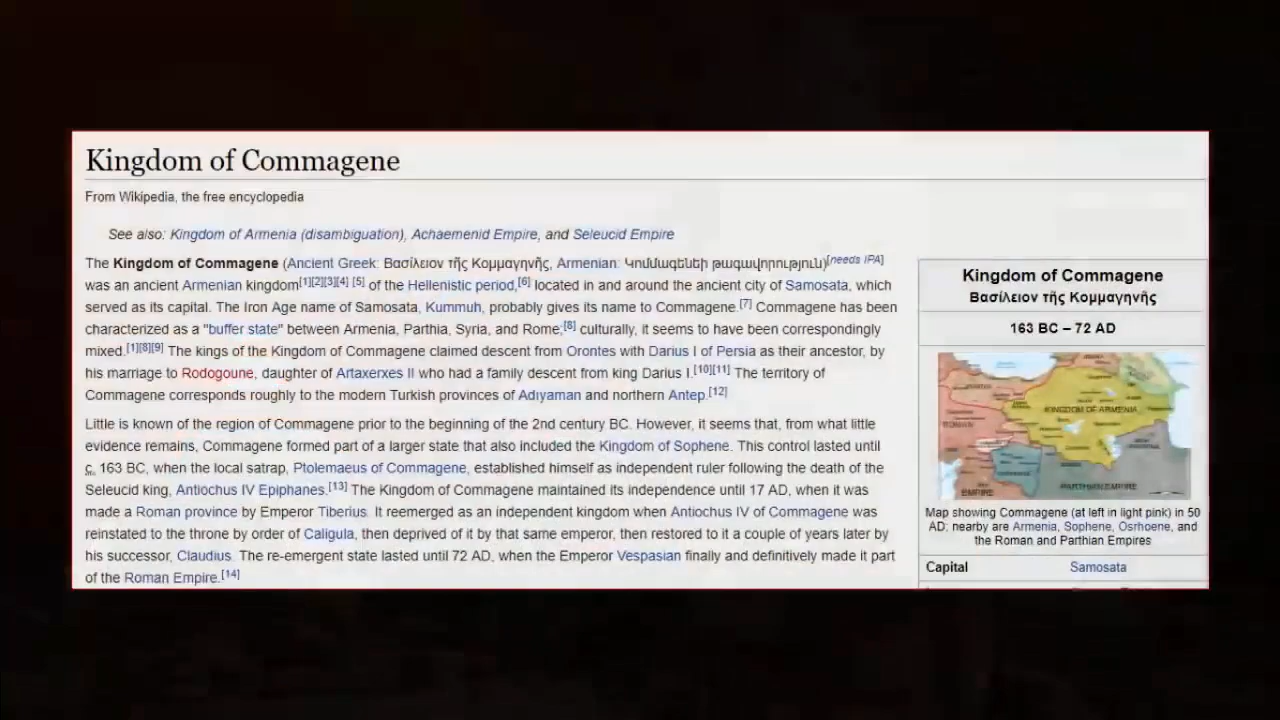 Kingdom of Commagene
From Wikipedia, the free encyclopedia
See also: Kingdom of Armenia (disambiguation), Achaemenid Empire, and Seleucid Empire
The Kingdom of Commagene (Ancient Greek: Βασίλειον τῆς Κομμαγηνῆς, Armenian: Կոմմագենեի թագավորություն)[needs IPA]
was an ancient Armenian kingdom[1][2][3][4] [5] of the Hellenistic period,[6] located in and around the ancient city of Samosata, which
served as its capital. The Iron Age name of Samosata, Kummuh, probably gives its name to Commagene.[7] Commagene has been
characterized as a "buffer state" between Armenia, Parthia, Syria, and Rome;[8] culturally, it seems to have been correspondingly
mixed.[1][8][9] The kings of the Kingdom of Commagene claimed descent from Orontes with Darius I of Persia as their ancestor, by
his marriage to Rodogoune, daughter of Artaxerxes II who had a family descent from king Darius I.[10][11] The territory of
Commagene corresponds roughly to the modern Turkish provinces of Adıyaman and northern Antep.[12]
Little is known of the region of Commagene prior to the beginning of the 2nd century BC. However, it seems that, from what little
evidence remains, Commagene formed part of a larger state that also included the Kingdom of Sophene. This control lasted until
c. 163 BC, when the local satrap, Ptolemaeus of Commagene, established himself as independent ruler following the death of the
Seleucid king, Antiochus IV Epiphanes.[13] The Kingdom of Commagene maintained its independence until 17 AD, when it was
made a Roman province by Emperor Tiberius. It reemerged as an independent kingdom when Antiochus IV of Commagene was
reinstated to the throne by order of Caligula, then deprived of it by that same emperor, then restored to it a couple of years later by
his successor, Claudius. The re-emergent state lasted until 72 AD, when the Emperor Vespasian finally and definitively made it part
of the Roman Empire.[14]
Kingdom of Commagene
Βασίλειον τῆς Κομμαγηνῆς
163 BC – 72 AD
KINGDOM OF ARMENIA
EMPIRE
PARTHIAN EMPIRE
Map showing Commagene (at left in light pink) in 50
AD; nearby are Armenia, Sophene, Osrhoene, and
the Roman and Parthian Empires
Capital Samosata